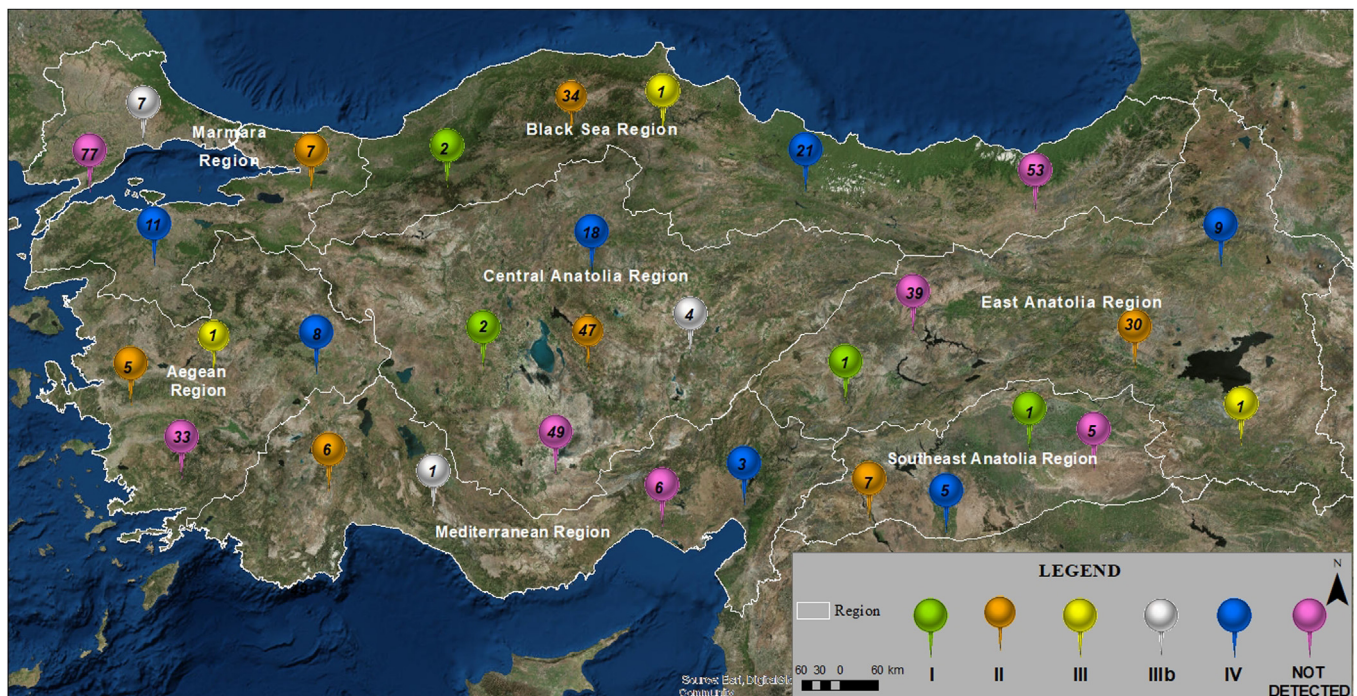 34
1
7
Marmara
Region
Black Sea Region
77
7
2
21
53
11
18
9
Central Anatolia Region
39
East Anatolia Region
4
2
47
30
1
8
5
Aegean
Region
1
1
1
33
6
49
5
Southeast Anatolia Region
1
3
6
7
5
Mediterranean Region
LEGEND
N
Region
60 30 0 60 km
I II III IIIb IV NOT
DETECTED
Source: Esri,
Community